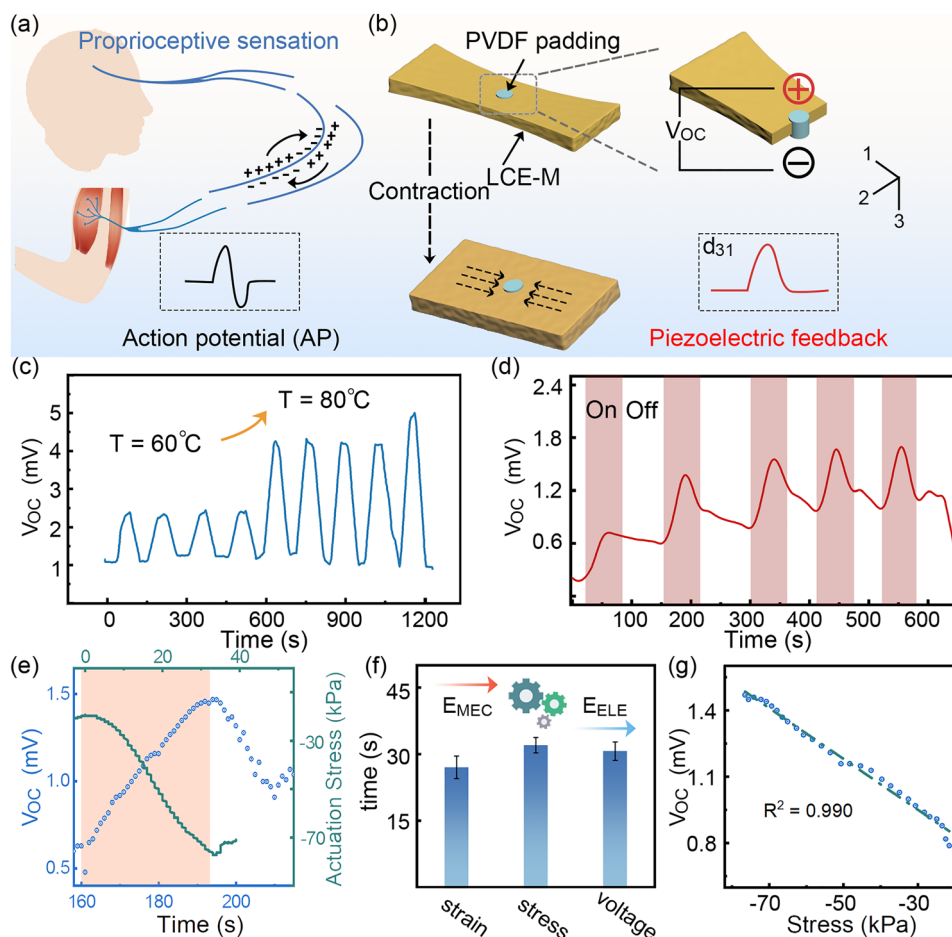 (a)
Proprioceptive sensation
Action potential (AP)
(b)
PVDF padding
LCE-M
Contraction
VOC
1
2
3
d31
Piezoelectric feedback
(c)
T = 60℃
T = 80℃
5
4
3
2
1
VOC (mV)
0 300 600 900 1200
Time (s)
(d)
On Off
2.4
1.8
1.2
0.6
VOC (mV)
100 200 300 400 500 600
Time (s)
(e)
0 20 40
1.5
1.0
0.5
VOC (mV)
-30
-70
Actuation Stress (kPa)
160 180 200
Time (s)
(f)
EMEC
EELE
45
30
15
time (s)
strain
stress
voltage
(g)
1.4
1.1
0.8
VOC (mV)
R2 = 0.990
-70 -50 -30
Stress (kPa)